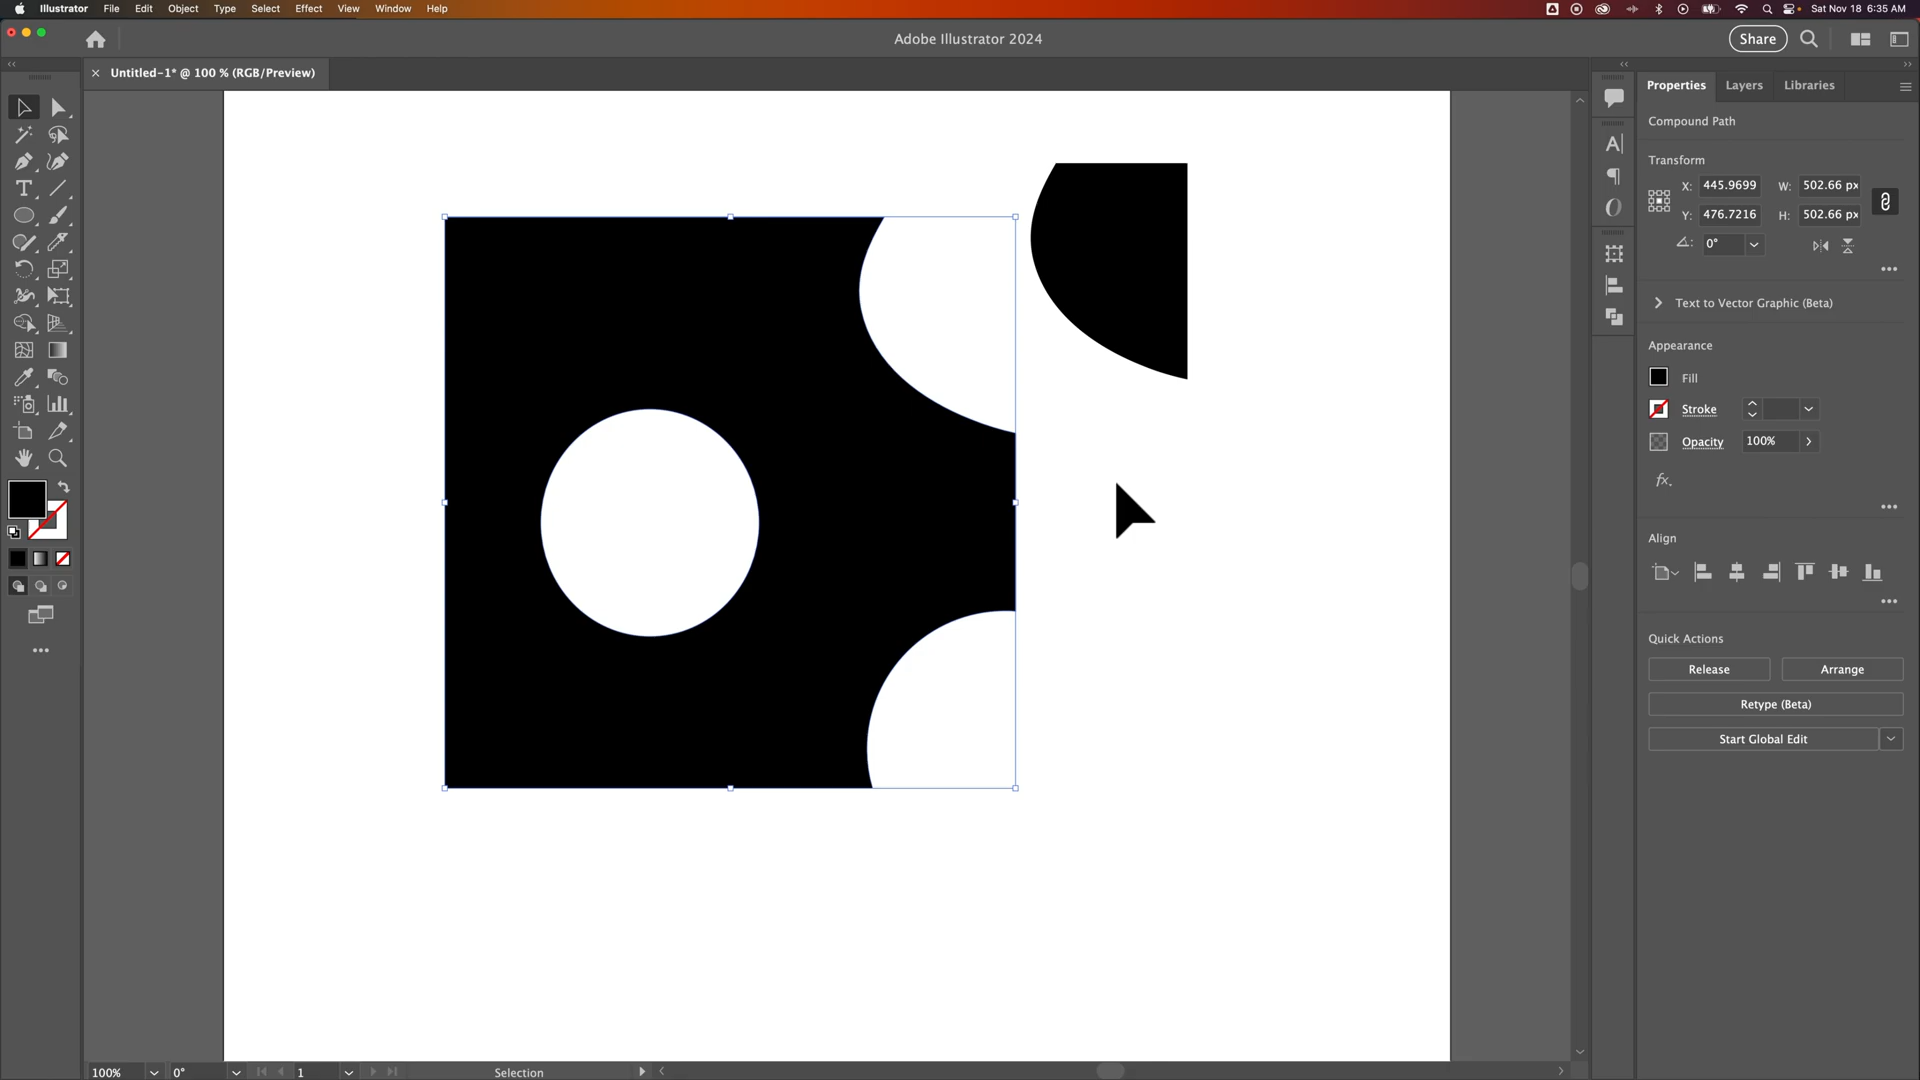 Illustrator File Edit Object Type Select Effect View Window Help Sat Nov 18 6:35 AM
Adobe Illustrator 2024
Share
Untitled-1* @ 100 % (RGB/Preview)
Properties Layers Libraries
Compound Path
Transform
X: 445.9699 W: 502.66 px
Y: 476.7216 H: 502.66 px
0°
Text to Vector Graphic (Beta)
Appearance
Fill
Stroke
Opacity 100%
fx.
Align
Quick Actions
Release Arrange
Retype (Beta)
Start Global Edit
100% 0° 1 Selection